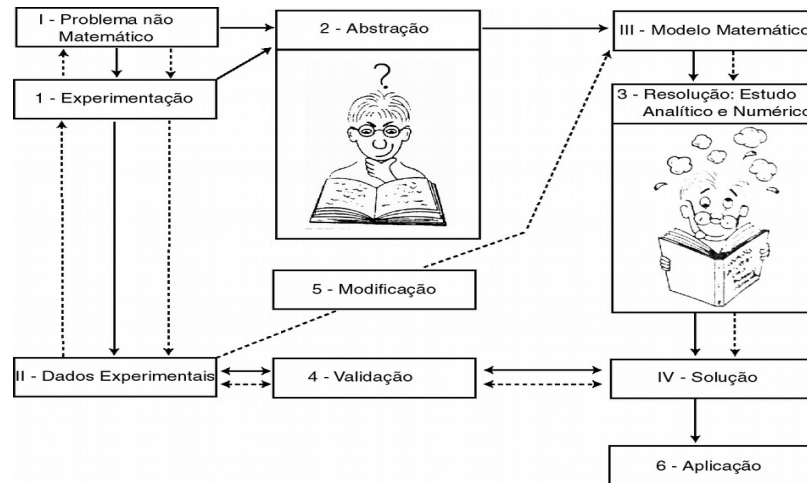 I - Problema não
Matemático
2 - Abstração
III - Modelo Matemático
1 - Experimentação
?
3 - Resolução: Estudo
Analítico e Numérico
5 - Modificação
II - Dados Experimentais
4 - Validação
IV - Solução
6 - Aplicação